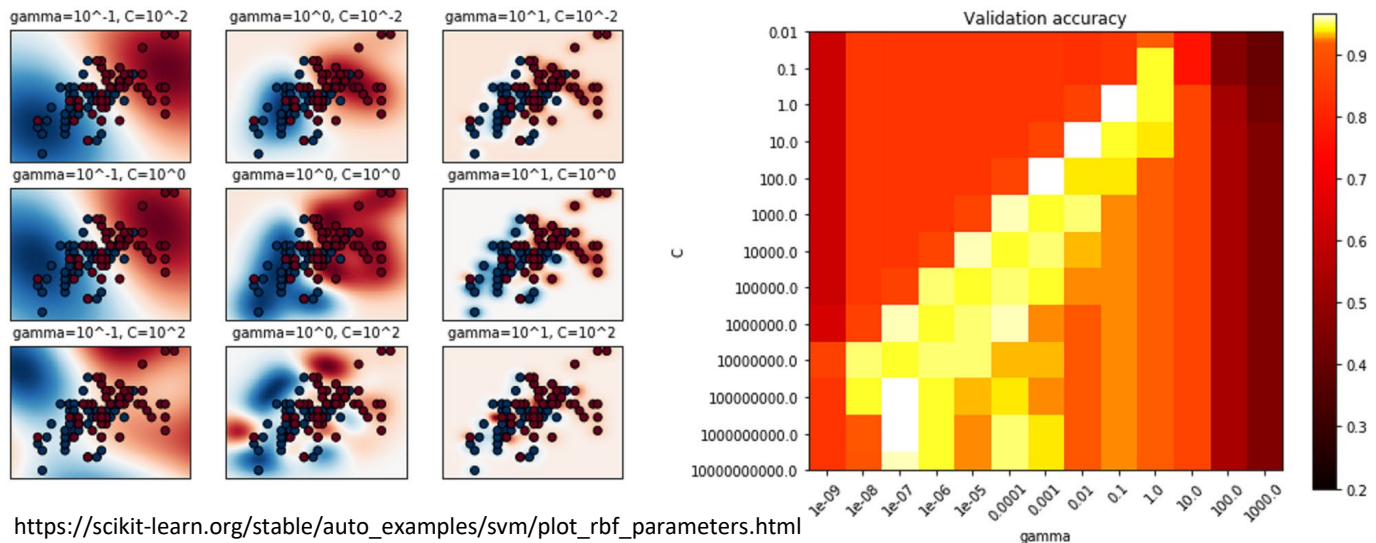 gamma=10^-1, C=10^-2
gamma=10^0, C=10^-2
gamma=10^1, C=10^-2
gamma=10^-1, C=10^0
gamma=10^0, C=10^0
gamma=10^1, C=10^0
gamma=10^-1, C=10^2
gamma=10^0, C=10^2
gamma=10^1, C=10^2
https://scikit-learn.org/stable/auto_examples/svm/plot_rbf_parameters.html
Validation accuracy
C
0.01
0.1
1.0
10.0
100.0
1000.0
10000.0
100000.0
1000000.0
10000000.0
100000000.0
1000000000.0
10000000000.0
1e-09
1e-08
1e-07
1e-06
1e-05
0.0001
0.001
0.01
0.1
1.0
10.0
100.0
1000.0
gamma
0.9
0.8
0.7
0.6
0.5
0.4
0.3
0.2